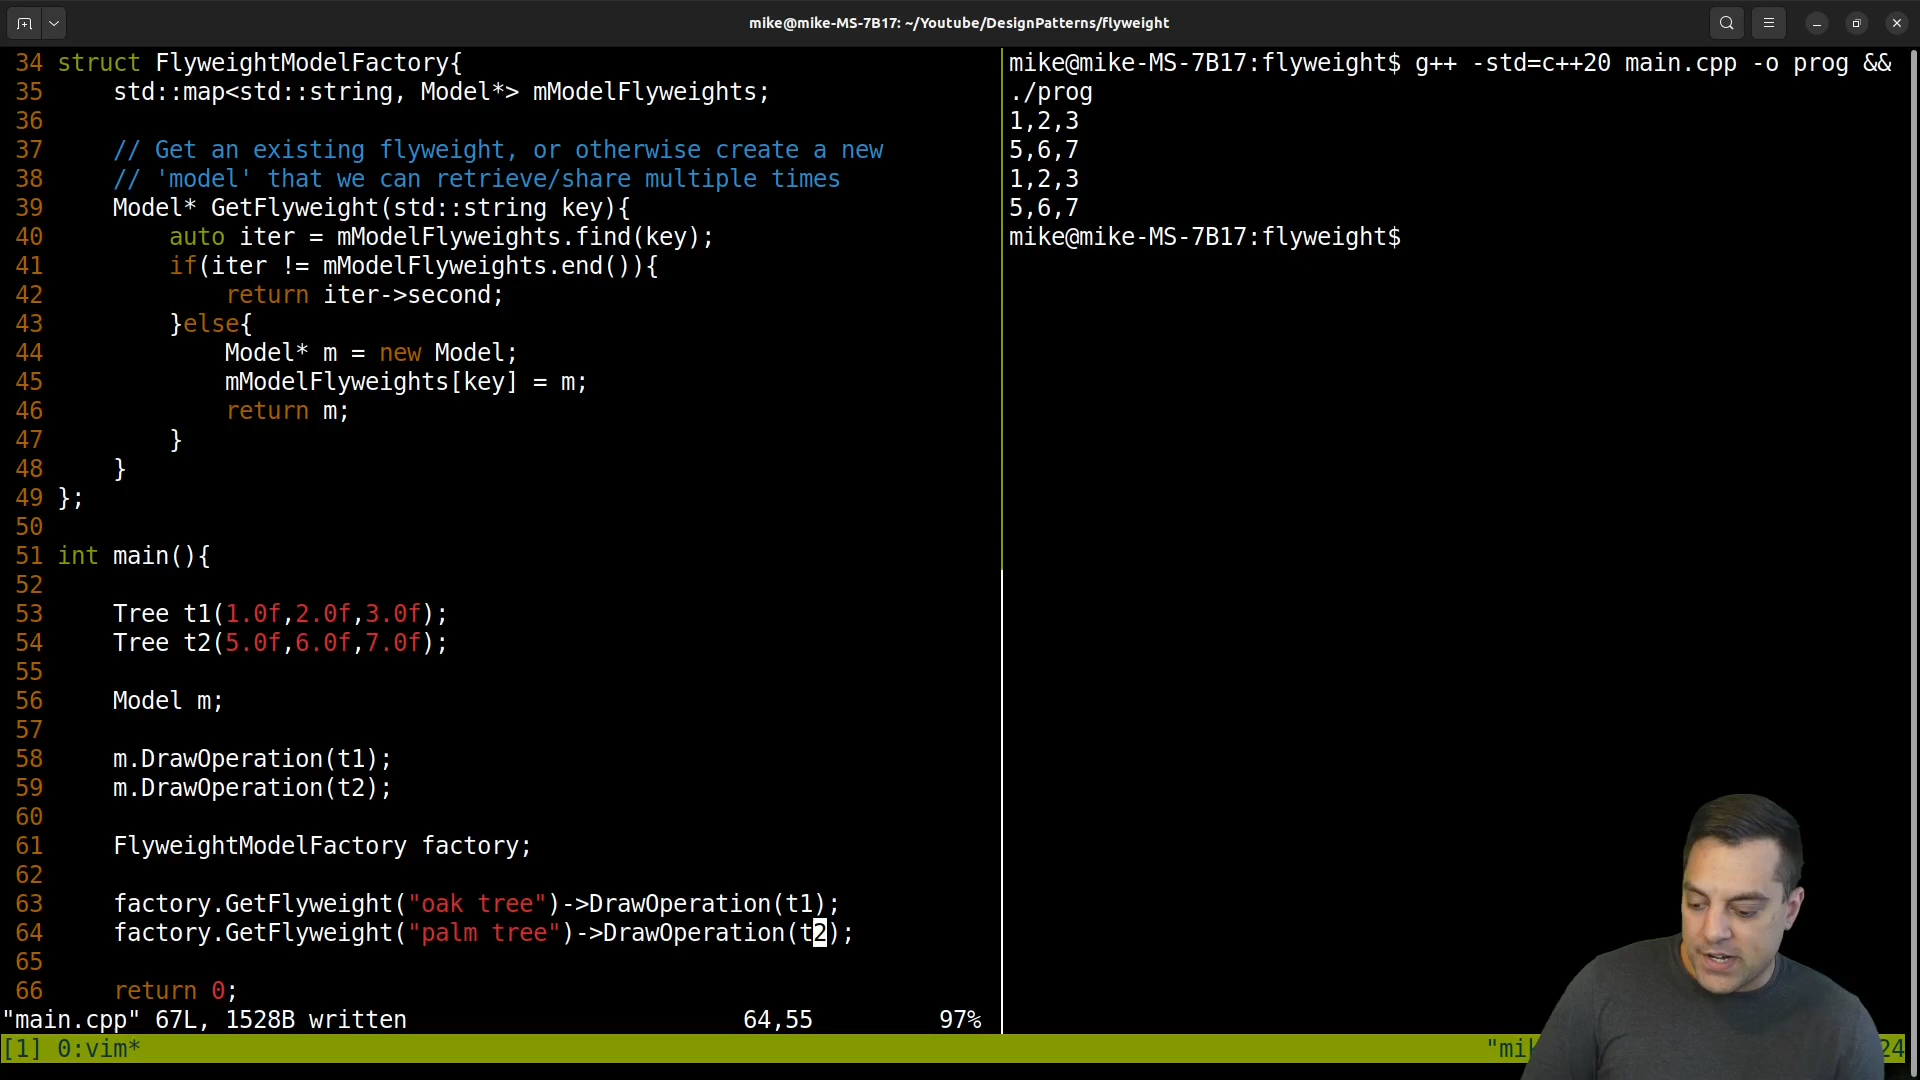 mike@mike-MS-7B17: ~/Youtube/DesignPatterns/flyweight
34 struct FlyweightModelFactory{
35     std::map<std::string, Model*> mModelFlyweights;
36
37     // Get an existing flyweight, or otherwise create a new
38     // 'model' that we can retrieve/share multiple times
39     Model* GetFlyweight(std::string key){
40         auto iter = mModelFlyweights.find(key);
41         if(iter != mModelFlyweights.end()){
42             return iter->second;
43         }else{
44             Model* m = new Model;
45             mModelFlyweights[key] = m;
46             return m;
47         }
48     }
49 };
50
51 int main(){
52
53     Tree t1(1.0f,2.0f,3.0f);
54     Tree t2(5.0f,6.0f,7.0f);
55
56     Model m;
57
58     m.DrawOperation(t1);
59     m.DrawOperation(t2);
60
61     FlyweightModelFactory factory;
62
63     factory.GetFlyweight("oak tree")->DrawOperation(t1);
64     factory.GetFlyweight("palm tree")->DrawOperation(t2);
65
66     return 0;
"main.cpp" 67L, 1528B written 64,55 97%
mike@mike-MS-7B17:flyweight$ g++ -std=c++20 main.cpp -o prog &&
./prog
1,2,3
5,6,7
1,2,3
5,6,7
mike@mike-MS-7B17:flyweight$
[1] 0:vim* "mi 24